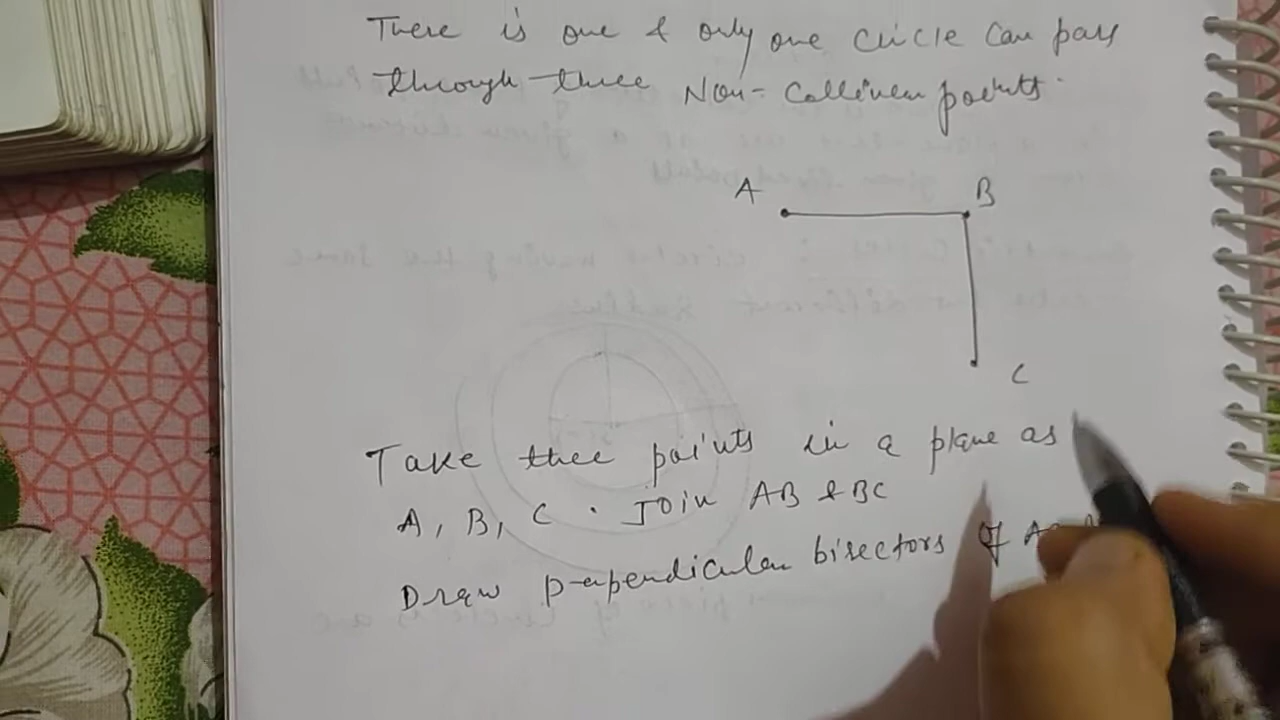 There is one & only one circle can pass
through three Non-Collinear points.
A
B
C
Take thee points in a plane as
A, B, C . Join AB & BC
Draw perpendicular bisectors of